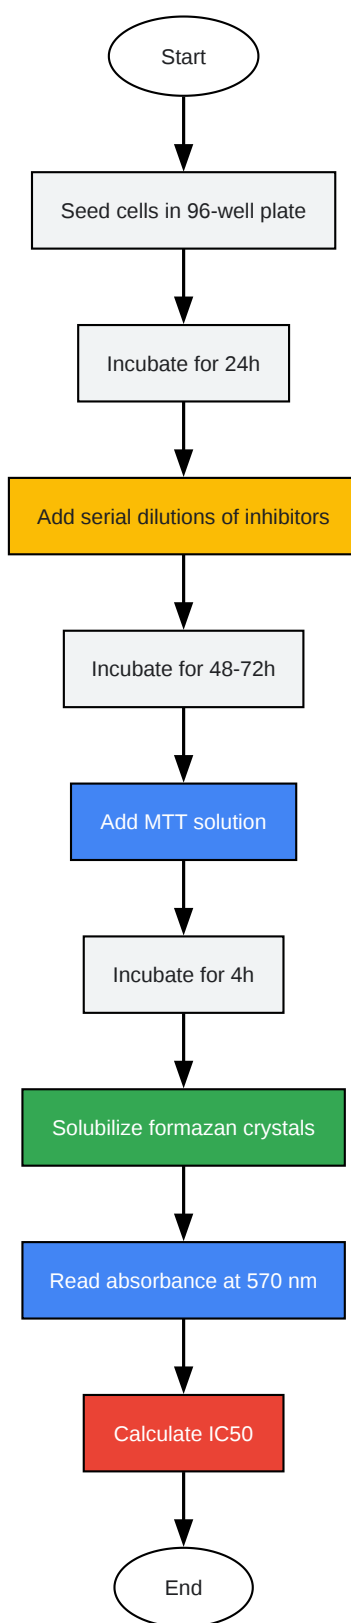 Start
Seed cells in 96-well plate
Incubate for 24h
Add serial dilutions of inhibitors
Incubate for 48-72h
Add MTT solution
Incubate for 4h
Solubilize formazan crystals
Read absorbance at 570 nm
Calculate IC50
End